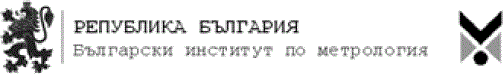 РЕПУБЛИКА БЪЛГАРИЯ
Български институт по метрология